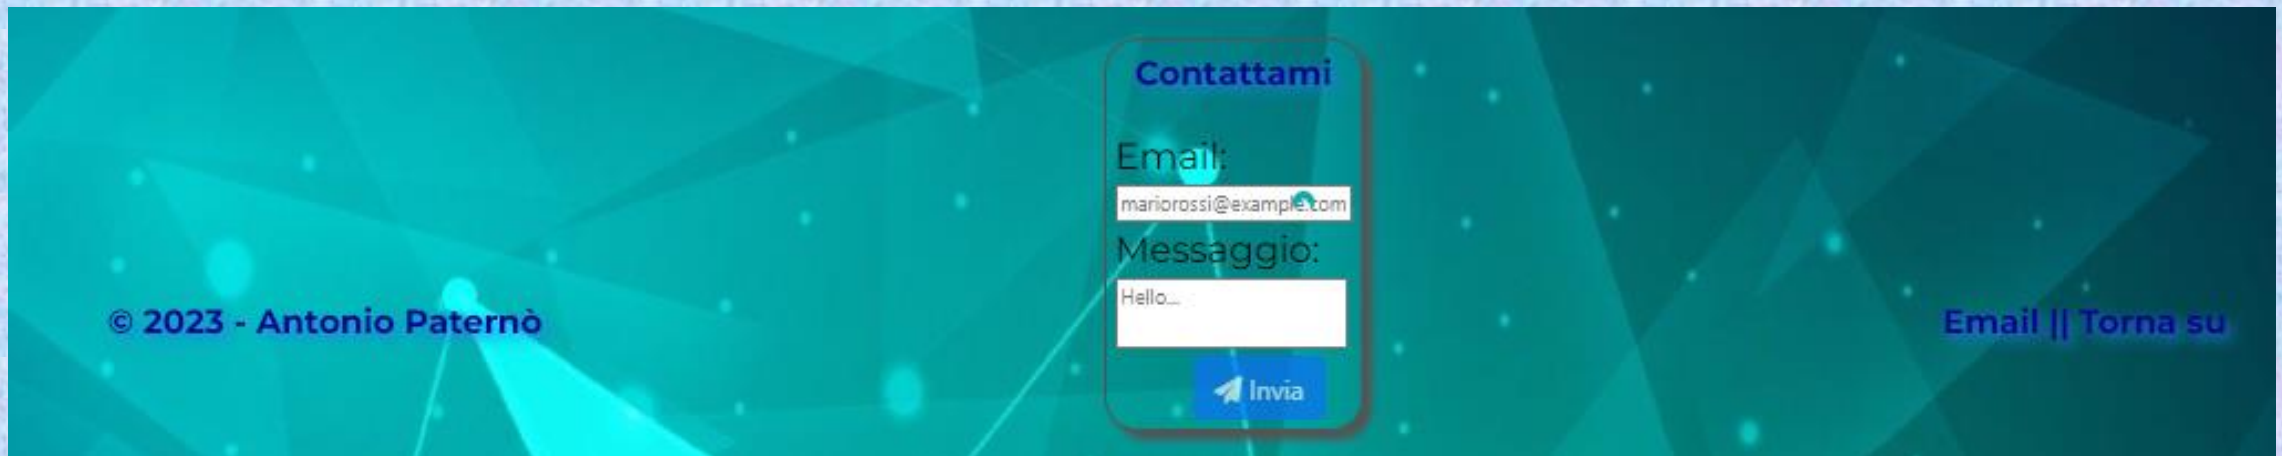 Contattami
Email:
mariorossi@example.com
Messaggio:
Hello...
© 2023 - Antonio Paternò
Email || Torna su
Invia